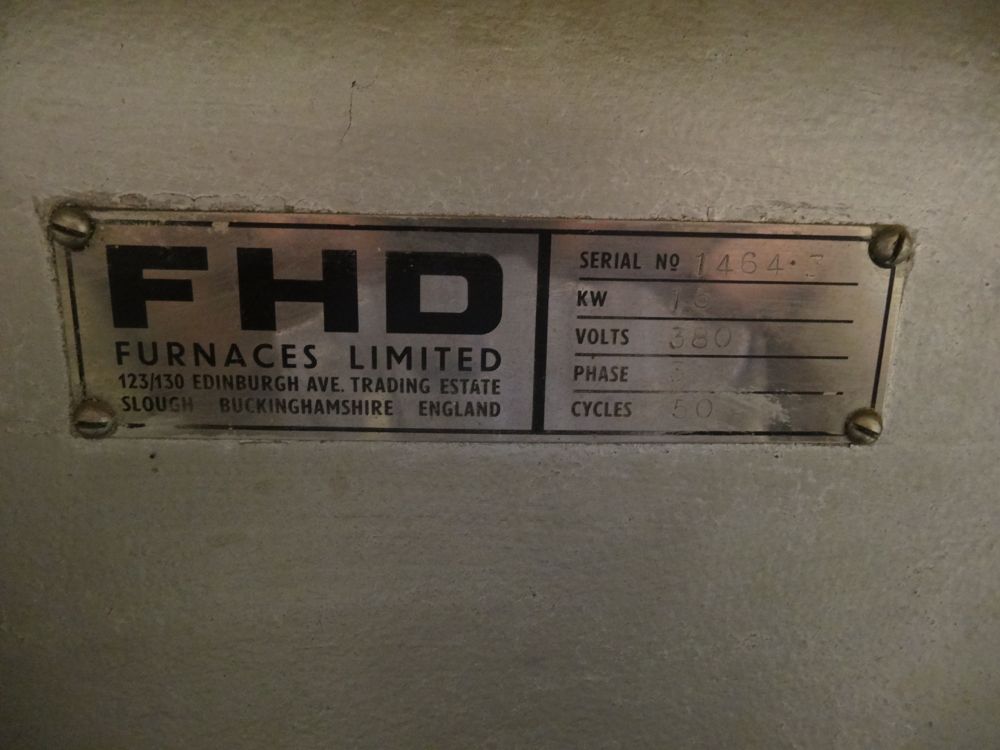 FHD
FURNACES LIMITED
123/130 EDINBURGH AVE. TRADING ESTATE
SLOUGH BUCKINGHAMSHIRE ENGLAND
SERIAL Nº 1464·3
KW 15
VOLTS 380
PHASE
CYCLES 50